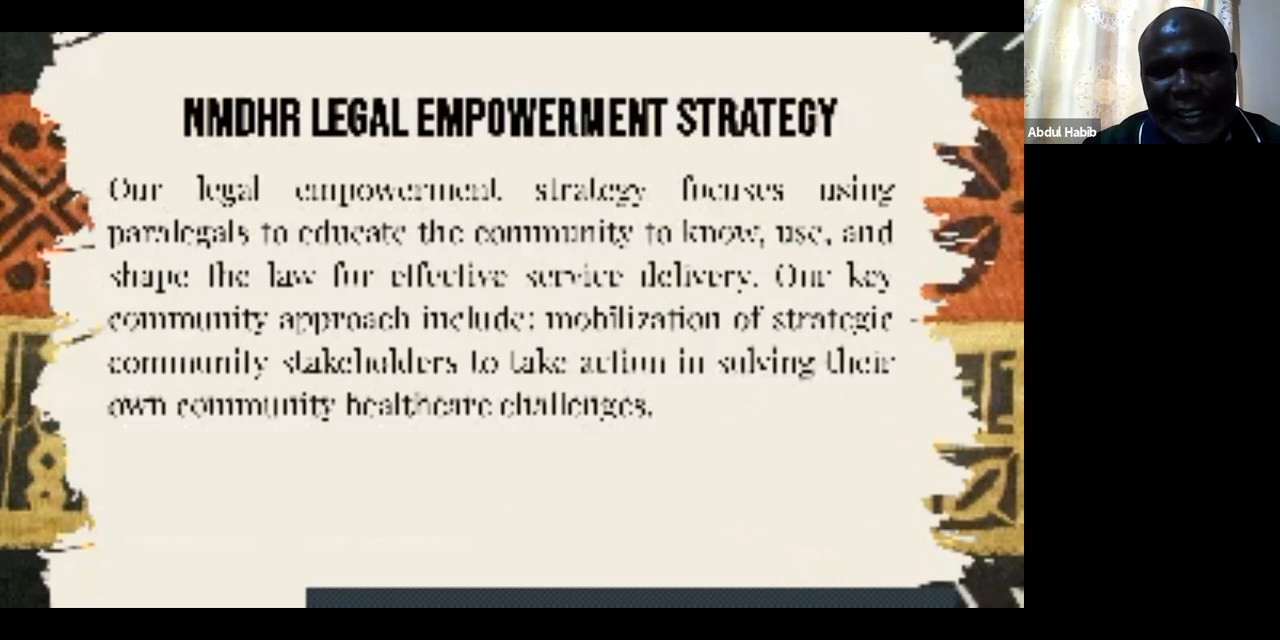 NMDHR LEGAL EMPOWERMENT STRATEGY
Our legal empowerment strategy focuses using
paralegals to educate the community to know, use, and
shape the law for effective service delivery. Our key
community approach include: mobilization of strategic
community stakeholders to take action in solving their
own community healthcare challenges.
Abdul Habib